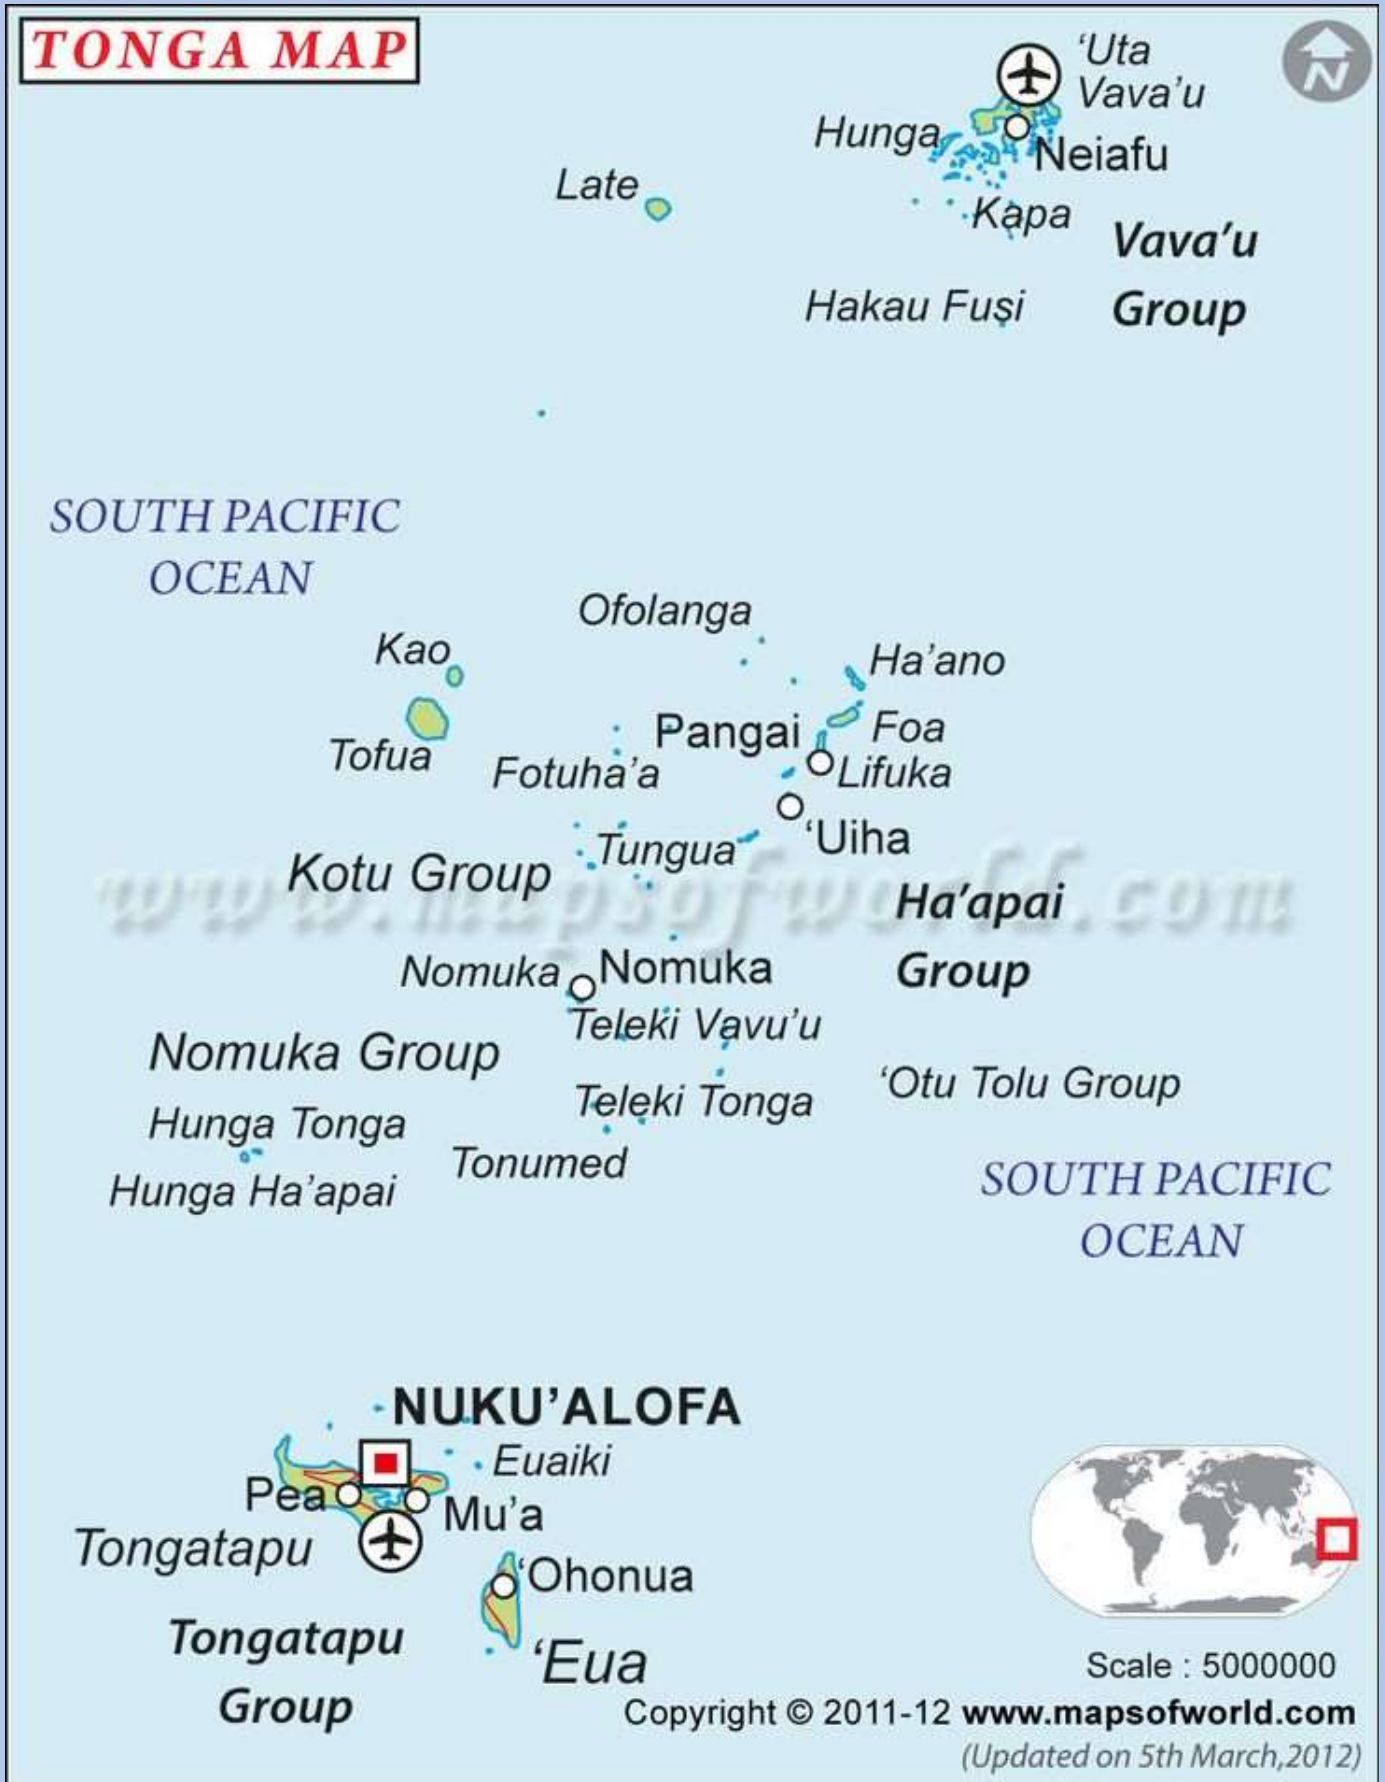 TONGA MAP
N
‘Uta
Vava’u
Hunga
Neiafu
Late
Kapa
Vava’u
Group
Hakau Fusi
SOUTH PACIFIC
OCEAN
Ofolanga
Kao
Ha’ano
Pangai
Foa
Tofua
Fotuha’a
Lifuka
‘Uiha
Tungua
Kotu Group
www.mapsofworld.com
Ha’apai
Group
Nomuka
Nomuka
Teleki Vavu’u
Nomuka Group
‘Otu Tolu Group
Teleki Tonga
Hunga Tonga
Tonumed
Hunga Ha’apai
SOUTH PACIFIC
OCEAN
NUKU’ALOFA
Euaiki
Pea
Mu’a
Tongatapu
‘Ohonua
Tongatapu
Group
‘Eua
Scale : 5000000
Copyright © 2011-12 www.mapsofworld.com
(Updated on 5th March,2012)